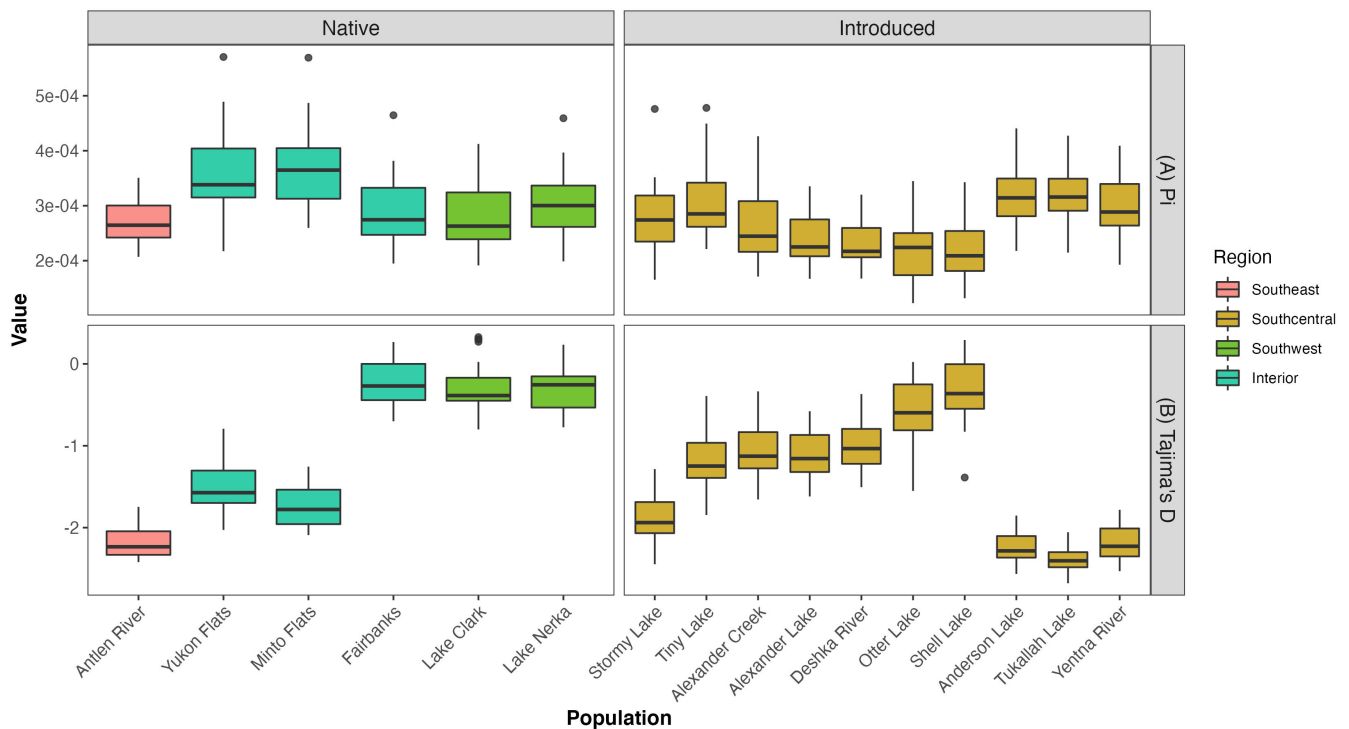 Native
Introduced
5e-04
4e-04
3e-04
2e-04
(A) Pi
Value
0
-1
-2
(B) Tajima's D
Antlen River
Yukon Flats
Minto Flats
Fairbanks
Lake Clark
Lake Nerka
Stormy Lake
Tiny Lake
Alexander Creek
Alexander Lake
Deshka River
Otter Lake
Shell Lake
Anderson Lake
Tukallah Lake
Yentna River
Population
Region
Southeast
Southcentral
Southwest
Interior